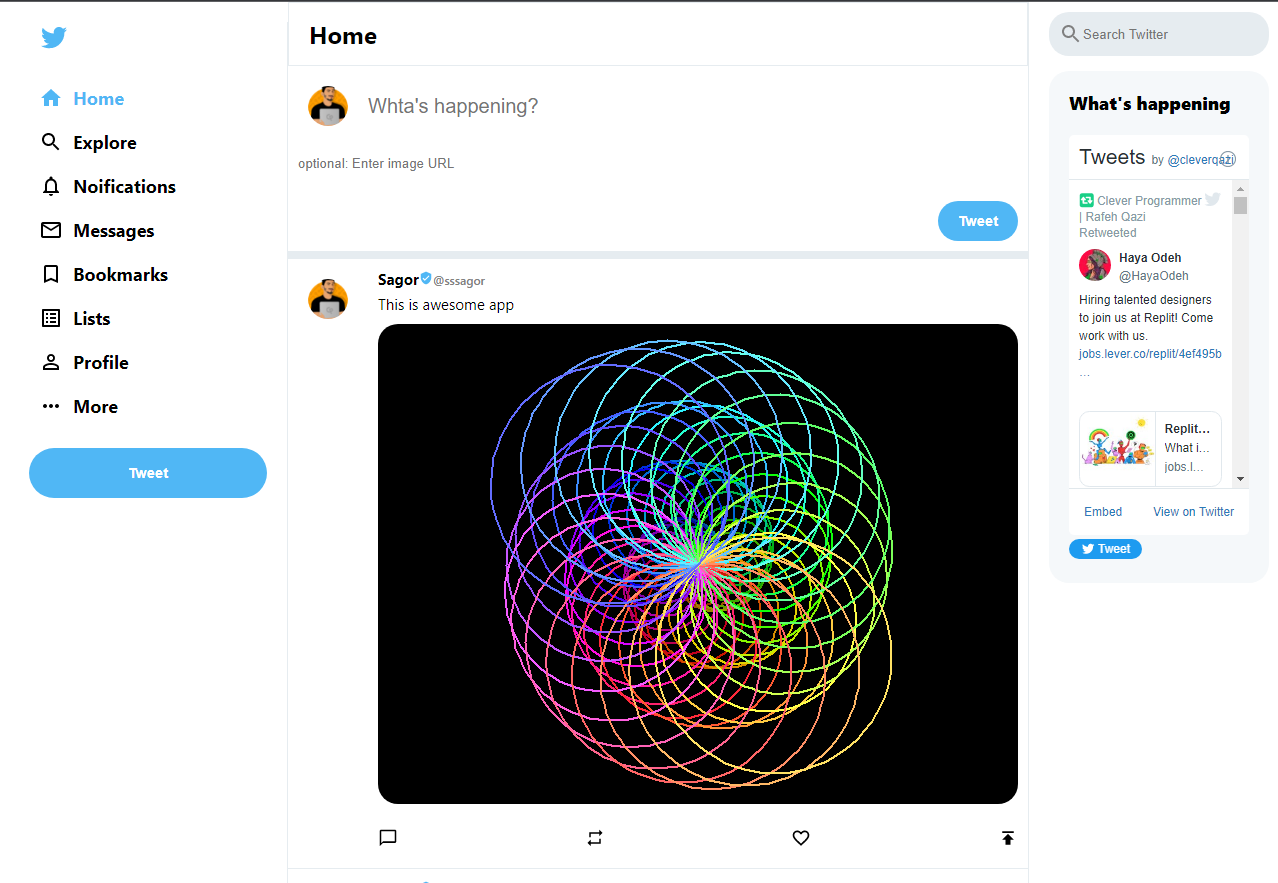 Home
Explore
Noifications
Messages
Bookmarks
Lists
Profile
More
Tweet
Home
Whta's happening?
optional: Enter image URL
Tweet
Sagor @sssagor
This is awesome app
Search Twitter
What's happening
Tweets by @cleverqazi
Clever Programmer
| Rafeh Qazi
Retweeted
Haya Odeh
@HayaOdeh
Hiring talented designers
to join us at Replit! Come
work with us.
jobs.lever.co/replit/4ef495b
…
Replit...
What i...
jobs.l...
Embed View on Twitter
Tweet